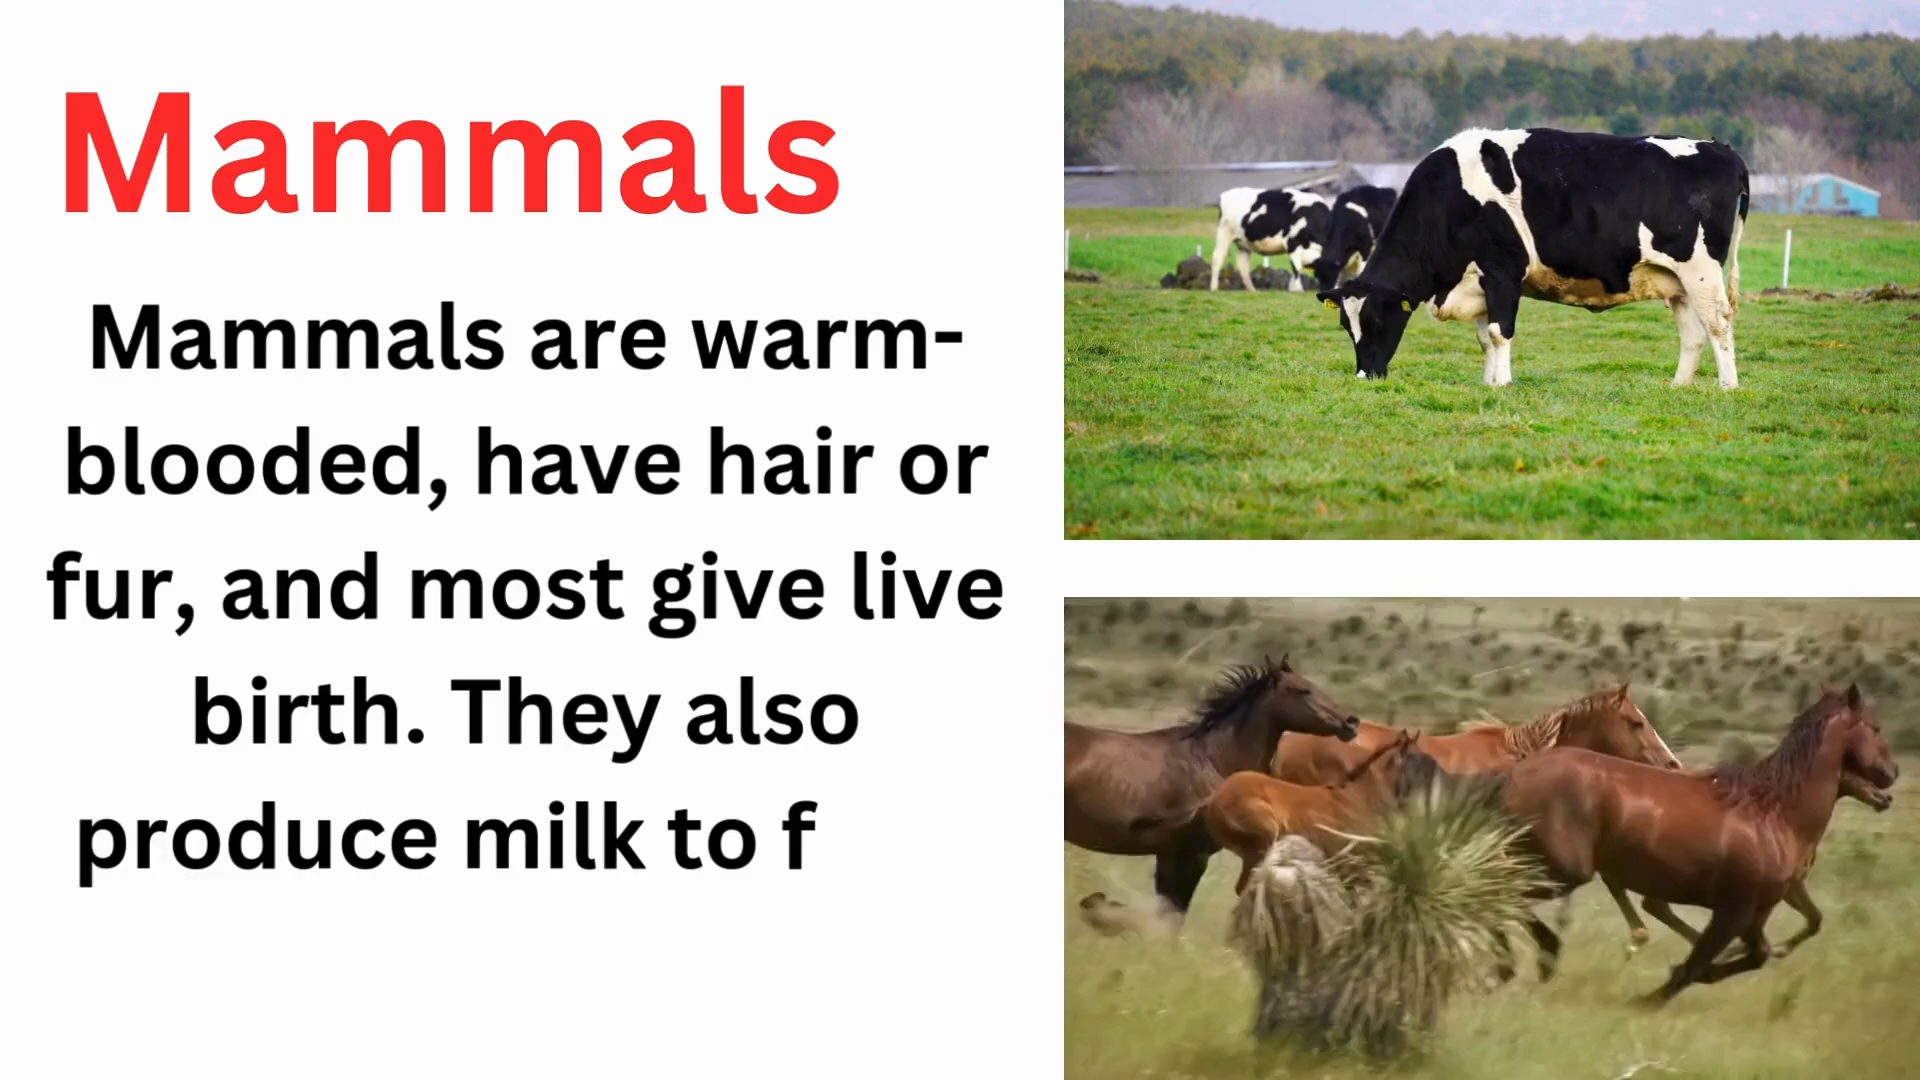 Mammals
Mammals are warm-
blooded, have hair or
fur, and most give live
birth. They also
produce milk to f